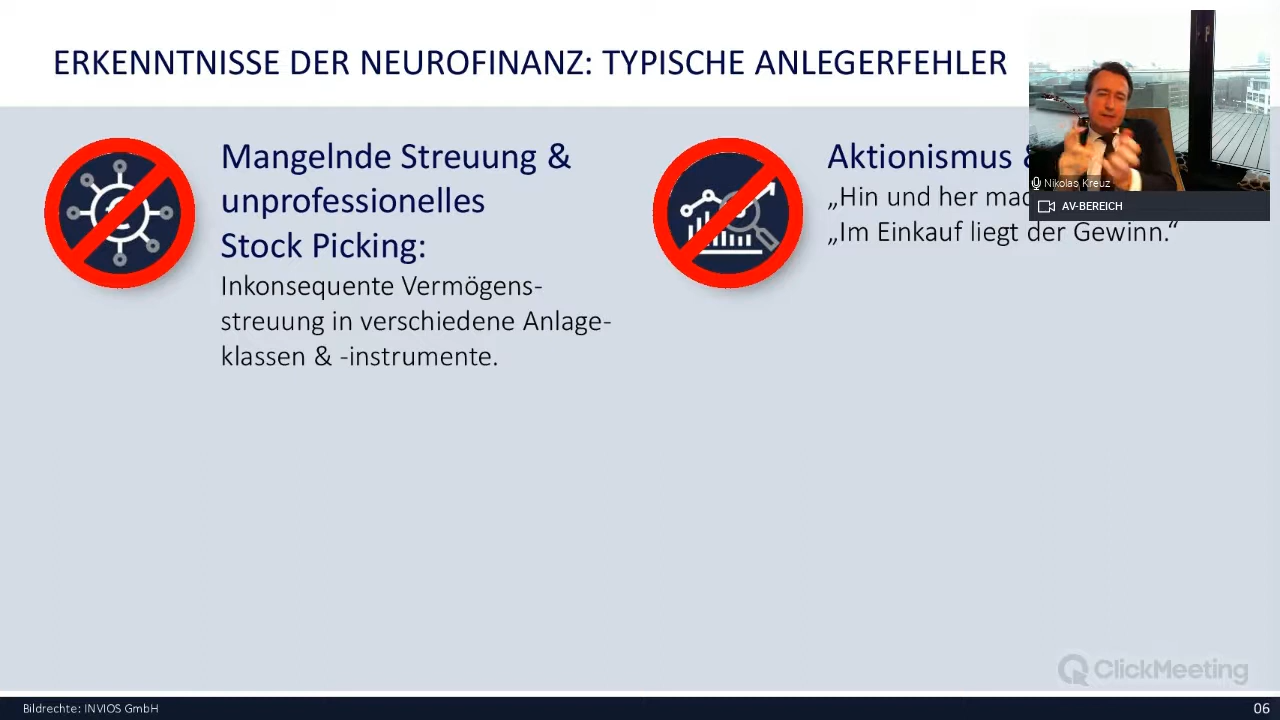 ERKENNTNISSE DER NEUROFINANZ: TYPISCHE ANLEGERFEHLER
Mangelnde Streuung &
unprofessionelles
Stock Picking:
Inkonsequente Vermögens-
streuung in verschiedene Anlage-
klassen & -instrumente.
Aktionismus
„Hin und her
„Im Einkauf liegt der Gewinn.“
Nikolas Kreuz
AV-BEREICH
ClickMeeting
Bildrechte: INVIOS GmbH
06